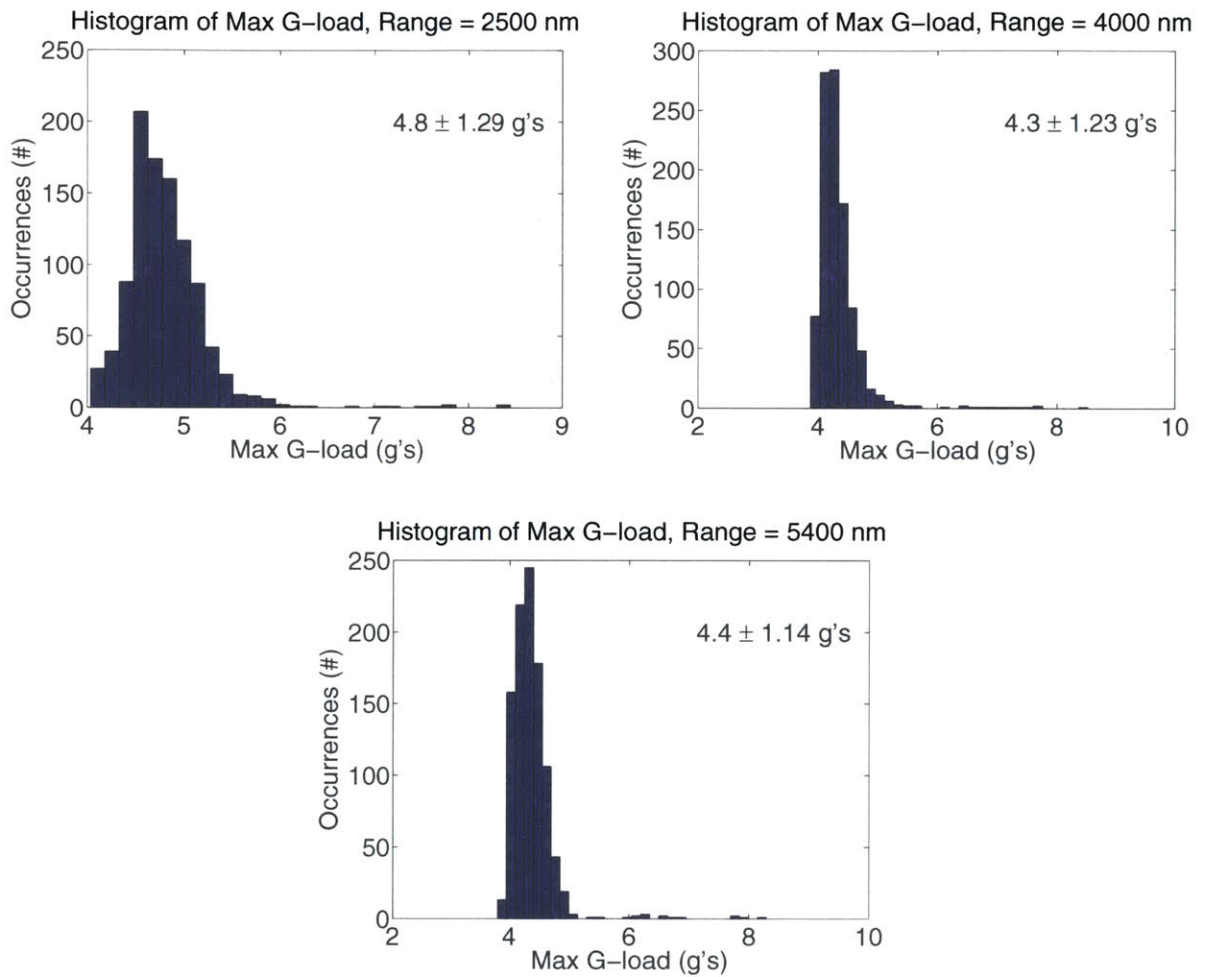 Histogram of Max G−load, Range = 2500 nm
250
200
150
100
50
0
Occurrences (#)
4.8 ± 1.29 g's
4 5 6 7 8 9
Max G−load (g's)
Histogram of Max G−load, Range = 4000 nm
300
250
200
150
100
50
0
Occurrences (#)
4.3 ± 1.23 g's
2 4 6 8 10
Max G−load (g's)
Histogram of Max G−load, Range = 5400 nm
250
200
150
100
50
0
Occurrences (#)
4.4 ± 1.14 g's
2 4 6 8 10
Max G−load (g's)